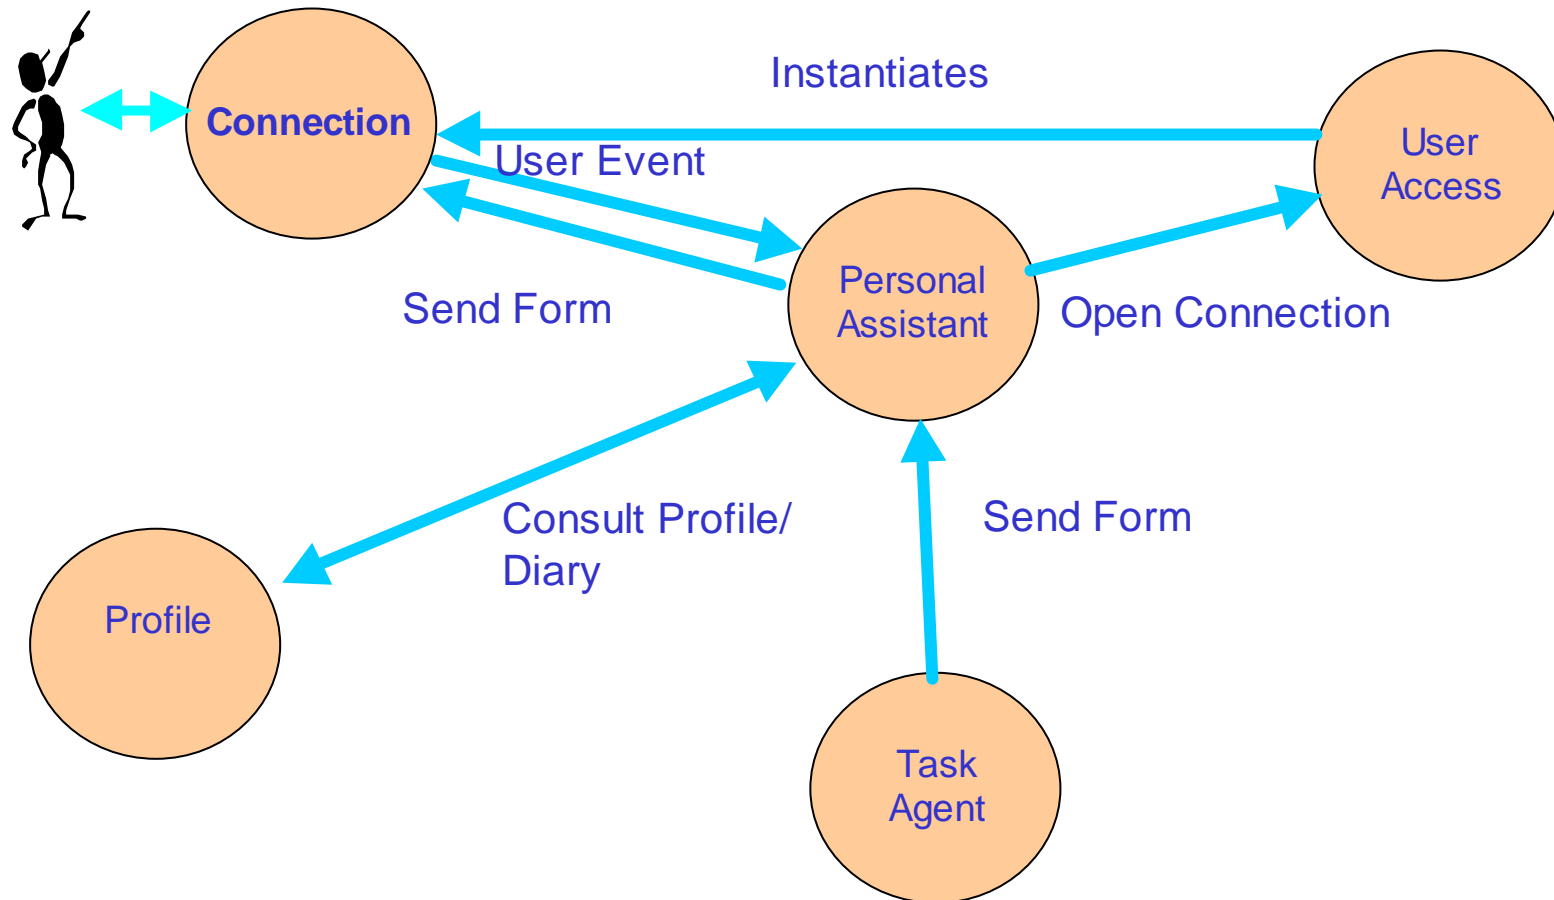 Instantiates
Connection
User Event
User
Access
Personal
Assistant
Send Form
Open Connection
Consult Profile/
Diary
Send Form
Profile
Task
Agent